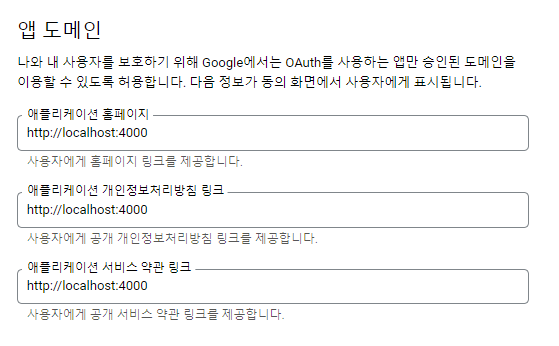 앱 도메인
나와 내 사용자를 보호하기 위해 Google에서는 OAuth를 사용하는 앱만 승인된 도메인을
이용할 수 있도록 허용합니다. 다음 정보가 동의 화면에서 사용자에게 표시됩니다.
애플리케이션 홈페이지
http://localhost:4000
사용자에게 홈페이지 링크를 제공합니다.
애플리케이션 개인정보처리방침 링크
http://localhost:4000
사용자에게 공개 개인정보처리방침 링크를 제공합니다.
애플리케이션 서비스 약관 링크
http://localhost:4000
사용자에게 공개 서비스 약관 링크를 제공합니다.